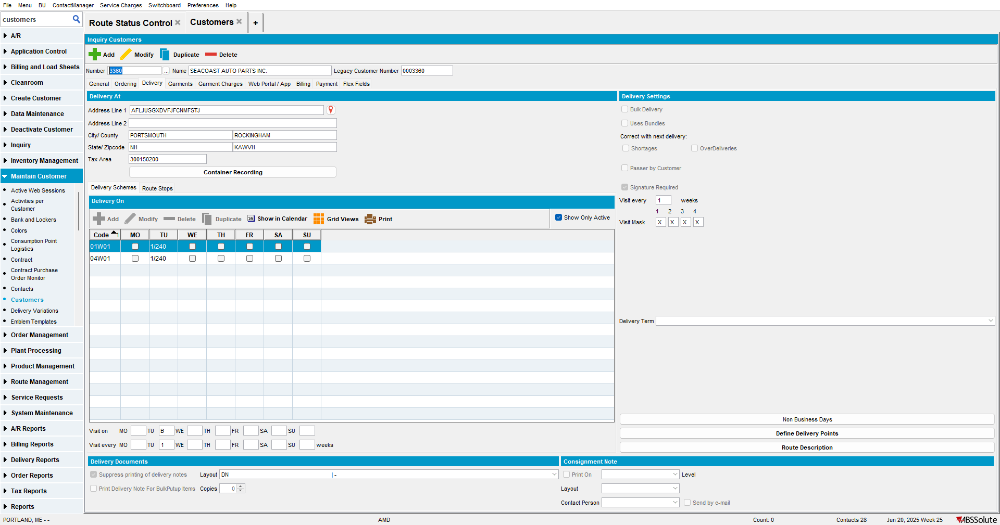 File Menu BU ContactManager Service Charges Switchboard Preferences Help
customers
A/R
Application Control
Billing and Load Sheets
Cleanroom
Create Customer
Data Maintenance
Deactivate Customer
Inquiry
Inventory Management
Maintain Customer
Active Web Sessions
Activities per
Customer
Bank and Lockers
Colors
Consumption Point
Logistics
Contract
Contract Purchase
Order Monitor
Contacts
Customers
Delivery Variations
Emblem Templates
Order Management
Plant Processing
Product Management
Route Management
Service Requests
System Maintenance
A/R Reports
Billing Reports
Delivery Reports
Order Reports
Tax Reports
Reports
Route Status Control Customers +
Inquiry Customers
Add Modify Duplicate Delete
Number 3360 ... Name SEACOAST AUTO PARTS INC. Legacy Customer Number 0003360
General Ordering Delivery Garments Garment Charges Web Portal / App Billing Payment Flex Fields
Delivery At
Address Line 1 AFLJUSGXDVFJFCNMFSTJ
Address Line 2
City/ County PORTSMOUTH ROCKINGHAM
State/ Zipcode NH KAWVH
Tax Area 300150200
Container Recording
Delivery Schemes Route Stops
Delivery On
Add Modify Delete Duplicate 16 Show in Calendar Grid Views Print Show Only Active
Code 1 MO TU WE TH FR SA SU
01W01 1/240
04W01 1/240
Visit on MO TU B WE TH FR SA SU
Visit every MO TU 1 WE TH FR SA SU weeks
Delivery Settings
Bulk Delivery
Uses Bundles
Correct with next delivery:
Shortages OverDeliveries
Passer by Customer
Signature Required
Visit every 1 weeks
1 2 3 4
Visit Mask X X X X
Delivery Term
Non Business Days
Define Delivery Points
Route Description
Delivery Documents
Suppress printing of delivery notes Layout DN | -
Print Delivery Note For BulkPutup Items Copies 0
Consignment Note
Print On Level
Layout
Contact Person Send by e-mail
PORTLAND, ME - - AMD Count: 0 Contacts 28 Jun 20, 2025 Week 25 ABSSolute